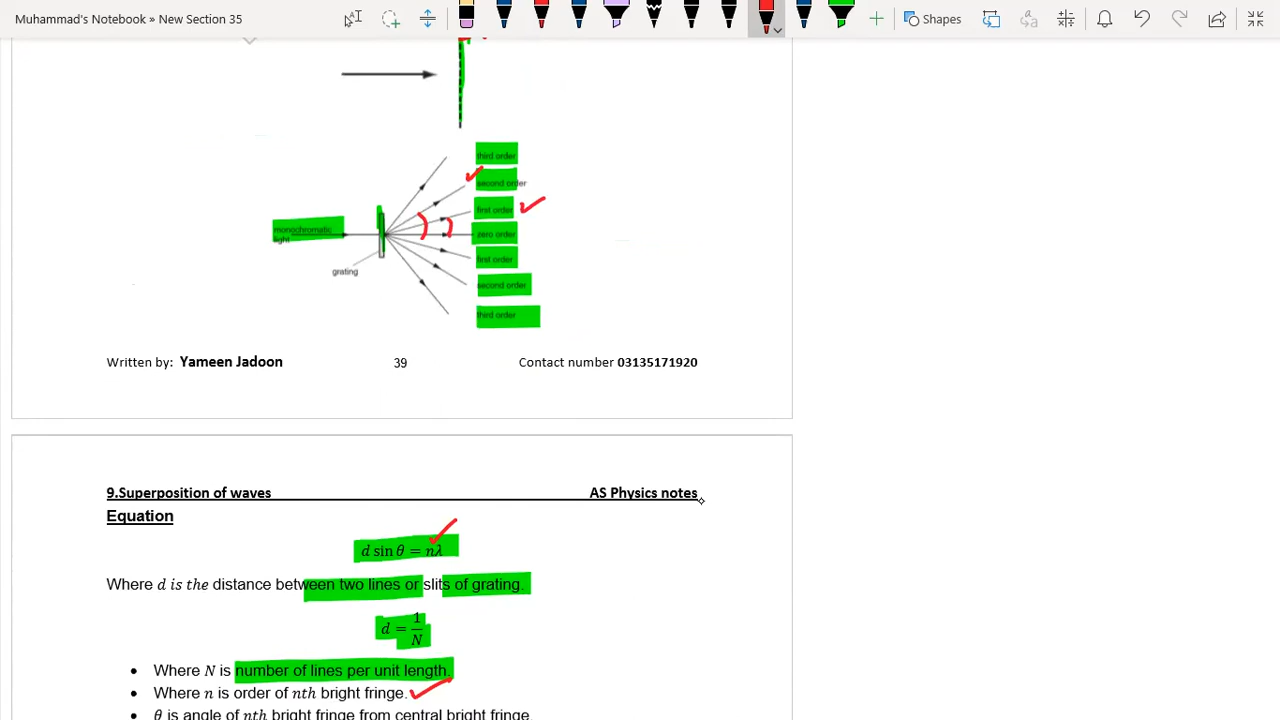 Muhammad's Notebook » New Section 35
Shapes
third order
second order
first order
monochromatic
light
zero order
first order
grating
second order
third order
Written by: Yameen Jadoon 39 Contact number 03135171920
9.Superposition of waves AS Physics notes
Equation
d sin θ = nλ
Where d is the distance between two lines or slits of grating.
d = 1/N
• Where N is number of lines per unit length.
• Where n is order of nth bright fringe.
• θ is angle of nth bright fringe from central bright fringe.